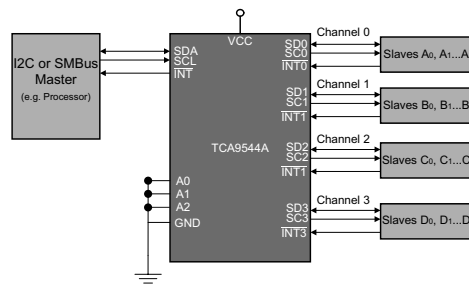 VCC
I2C or SMBus
Master
(e.g. Processor)
SDA
SCL
INT
A0
A1
A2
GND
TCA9544A
Channel 0
SD0
SC0
INT0
Slaves A0, A1...A
Channel 1
SD1
SC1
INT1
Slaves B0, B1...B
Channel 2
SD2
SC2
INT1
Slaves C0, C1...C
Channel 3
SD3
SC3
INT3
Slaves D0, D1...D